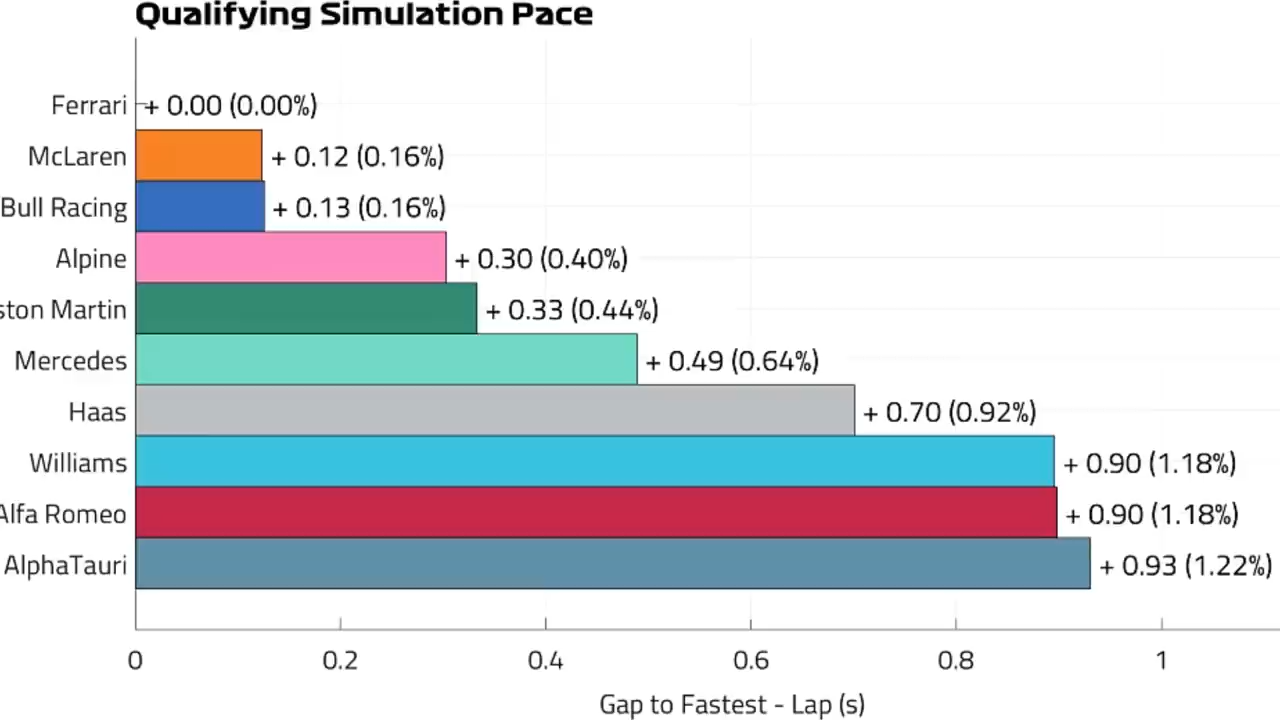 Qualifying Simulation Pace
Ferrari + 0.00 (0.00%)
McLaren + 0.12 (0.16%)
Bull Racing + 0.13 (0.16%)
Alpine + 0.30 (0.40%)
ston Martin + 0.33 (0.44%)
Mercedes + 0.49 (0.64%)
Haas + 0.70 (0.92%)
Williams + 0.90 (1.18%)
Alfa Romeo + 0.90 (1.18%)
AlphaTauri + 0.93 (1.22%)
0 0.2 0.4 0.6 0.8 1
Gap to Fastest - Lap (s)